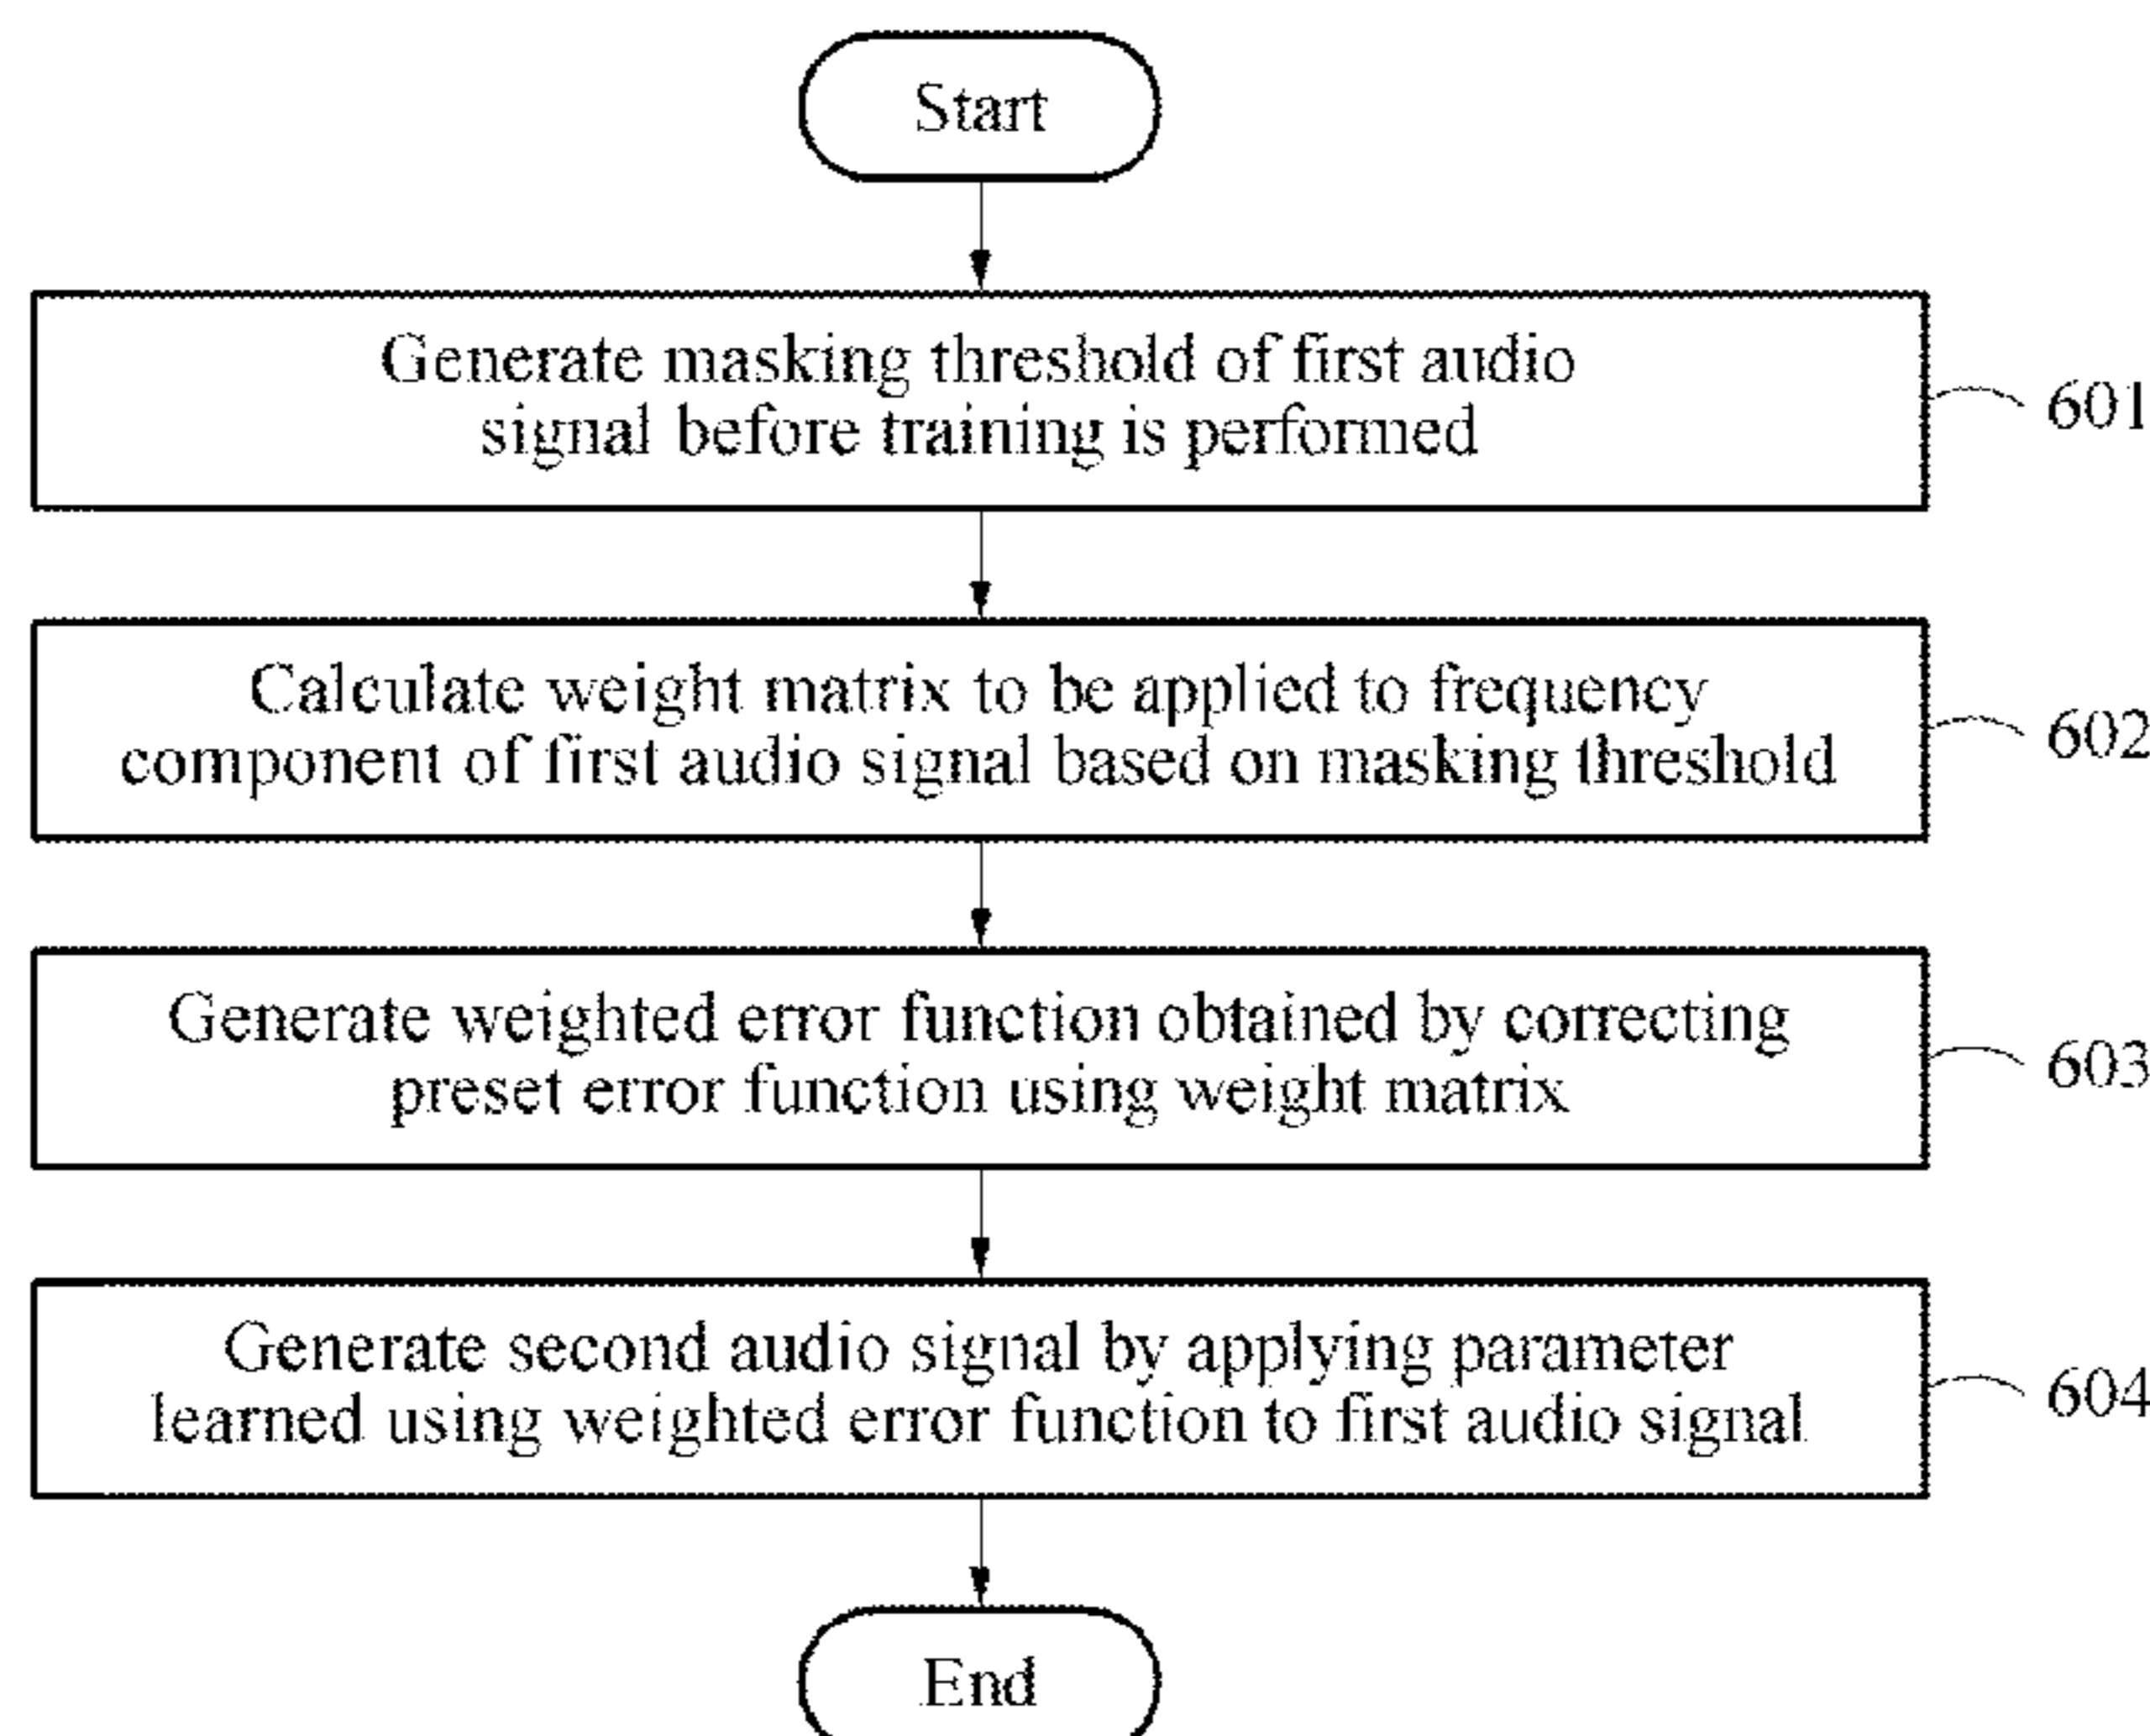 Start
Generate masking threshold of first audio
signal before training is performed
601
Calculate weight matrix to be applied to frequency
component of first audio signal based on masking threshold
602
Generate weighted error function obtained by correcting
preset error function using weight matrix
603
Generate second audio signal by applying parameter
learned using weighted error function to first audio signal
604
End